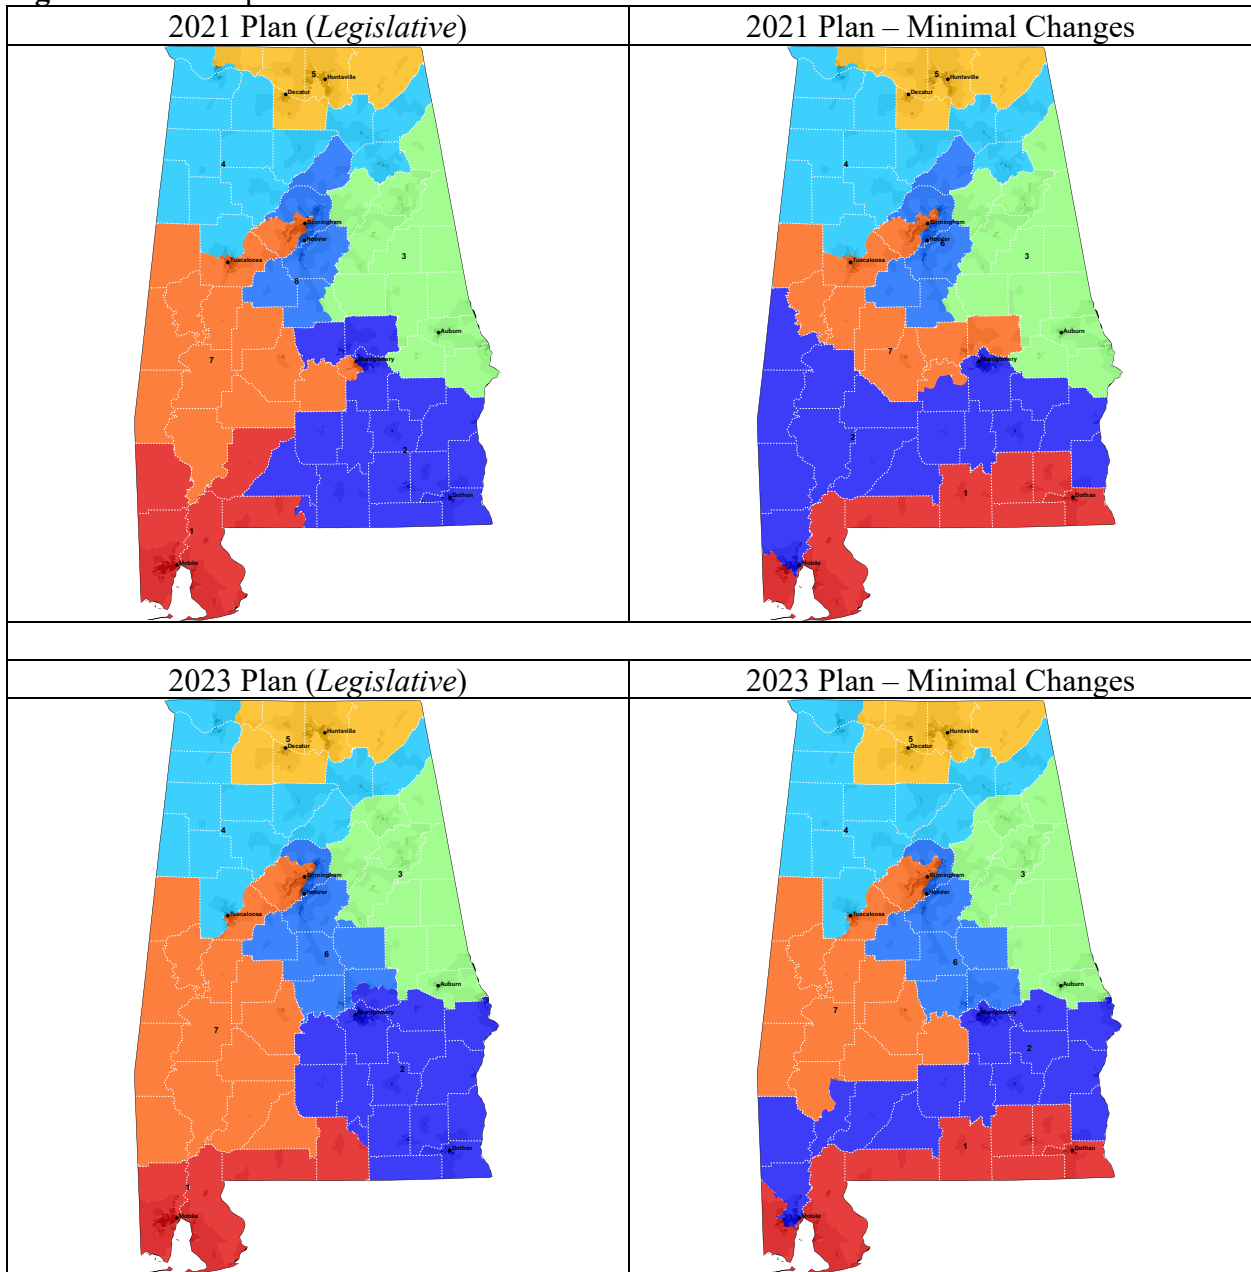 2021 Plan (Legislative)
5
Huntsville
Decatur
4
Birmingham
Hoover
3
Tuscaloosa
6
Auburn
7
Montgomery
2
Dothan
1
Mobile
2021 Plan – Minimal Changes
5
Huntsville
Decatur
4
Birmingham
Hoover
6
3
Tuscaloosa
Auburn
7
Montgomery
2
1
Dothan
Mobile
2023 Plan (Legislative)
Huntsville
5
Decatur
4
3
Birmingham
Hoover
Tuscaloosa
6
Auburn
Montgomery
7
2
Dothan
1
Mobile
2023 Plan – Minimal Changes
Huntsville
5
Decatur
4
3
Birmingham
Hoover
Tuscaloosa
6
Auburn
7
Montgomery
2
1
Dothan
Mobile